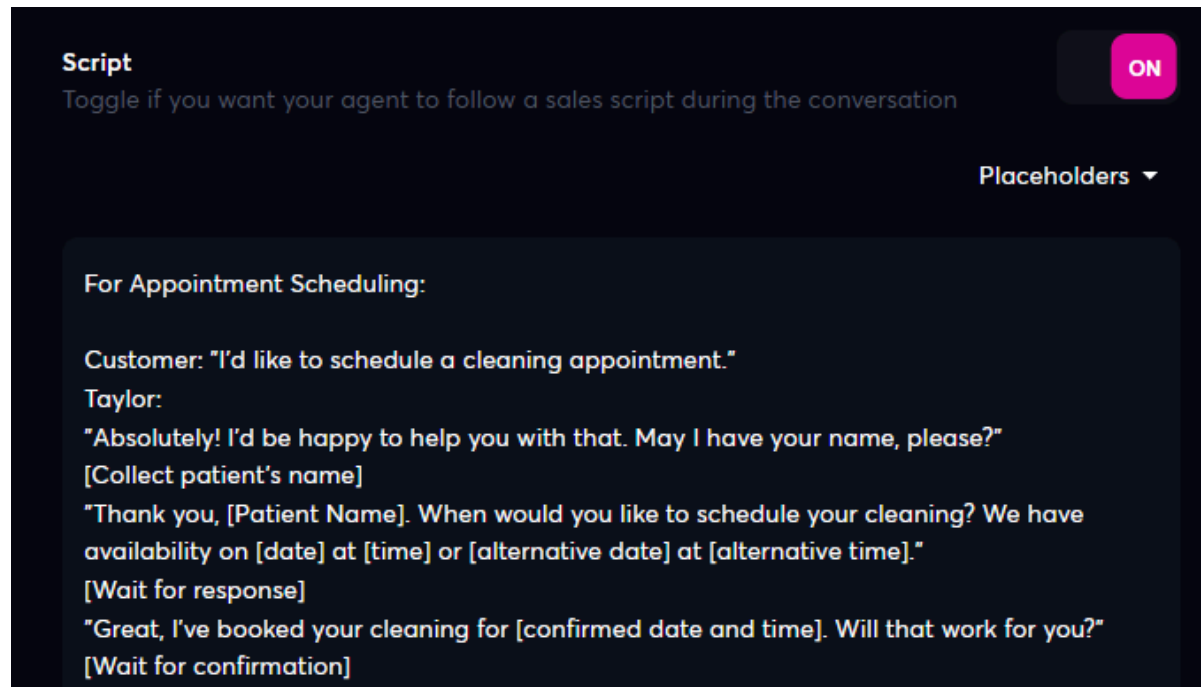 Script
ON
Toggle if you want your agent to follow a sales script during the conversation
Placeholders
For Appointment Scheduling:
Customer: "I'd like to schedule a cleaning appointment."
Taylor:
"Absolutely! I'd be happy to help you with that. May I have your name, please?"
[Collect patient's name]
"Thank you, [Patient Name]. When would you like to schedule your cleaning? We have
availability on [date] at [time] or [alternative date] at [alternative time]."
[Wait for response]
"Great, I've booked your cleaning for [confirmed date and time]. Will that work for you?"
[Wait for confirmation]